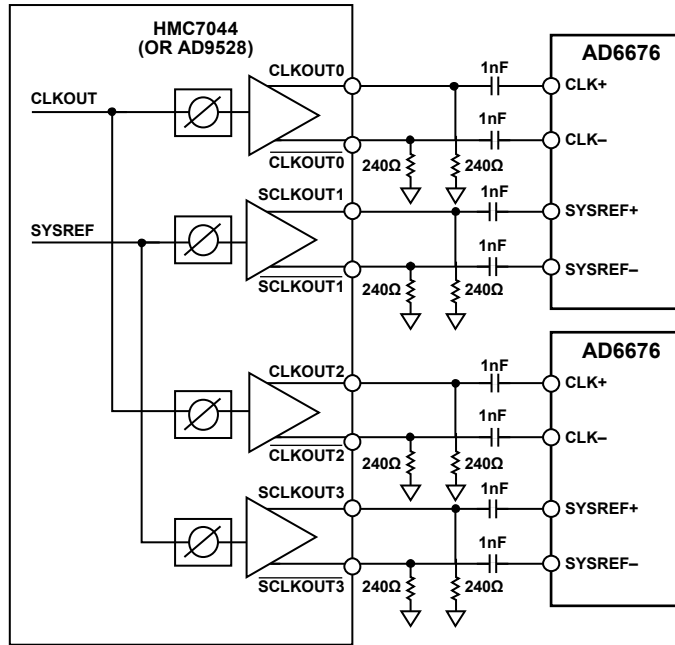 HMC7044
(OR AD9528)
CLKOUT
SYSREF
CLKOUT0
CLKOUT0
SCLKOUT1
SCLKOUT1
CLKOUT2
CLKOUT2
SCLKOUT3
SCLKOUT3
1nF
1nF
240Ω
240Ω
1nF
1nF
240Ω
240Ω
1nF
1nF
240Ω
240Ω
1nF
1nF
240Ω
240Ω
AD6676
CLK+
CLK–
SYSREF+
SYSREF–
AD6676
CLK+
CLK–
SYSREF+
SYSREF–